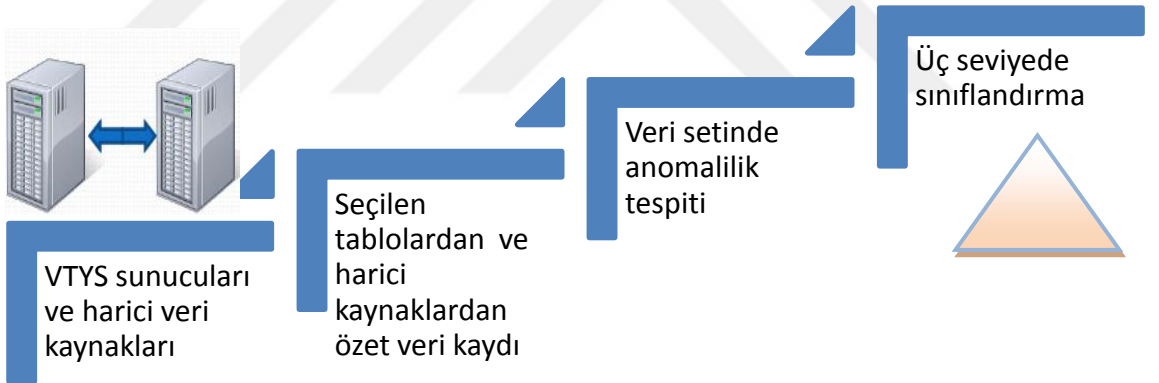 VTYS sunucuları
ve harici veri
kaynakları
Seçilen
tablolardan ve
harici
kaynaklardan
özet veri kaydı
Veri setinde
anomalilik
tespiti
Üç seviyede
sınıflandırma